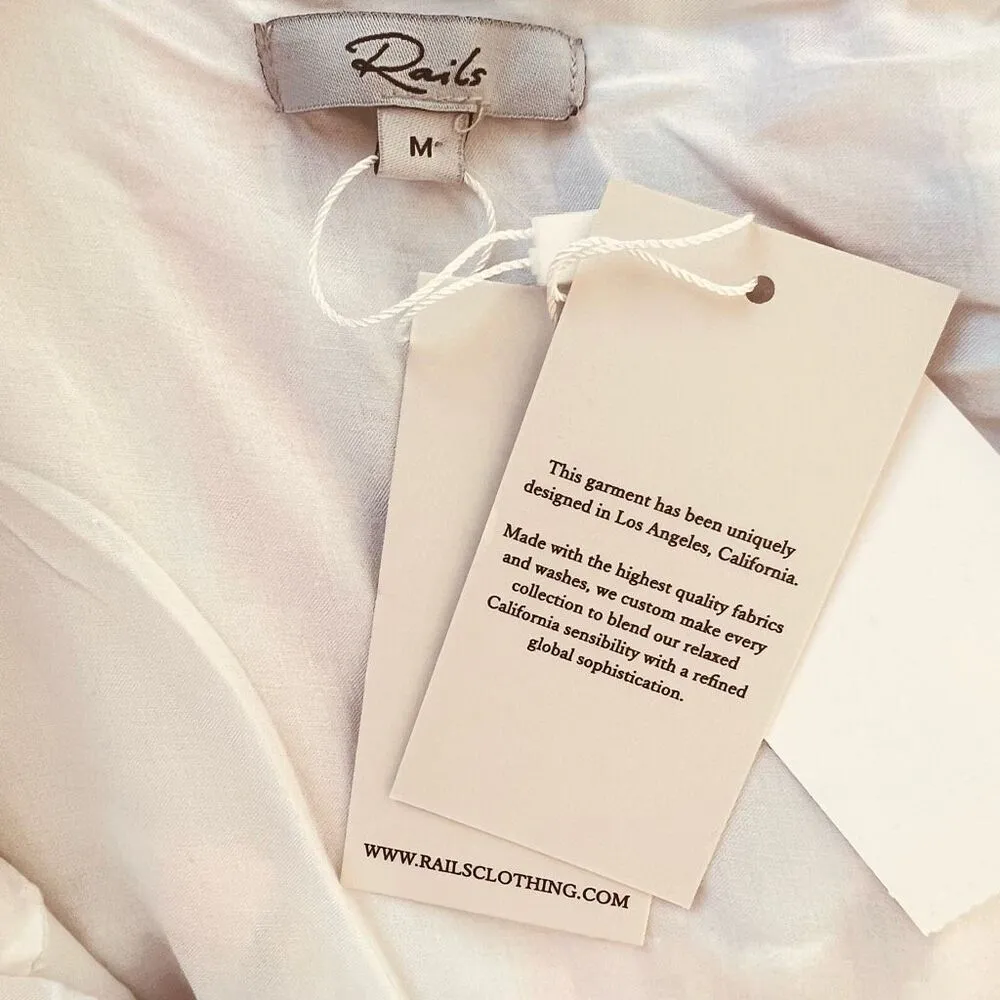 Rails
M
This garment has been uniquely
designed in Los Angeles, California.
Made with the highest quality fabrics
and washes, we custom make every
collection to blend our relaxed
California sensibility with a refined
global sophistication.
WWW.RAILSCLOTHING.COM